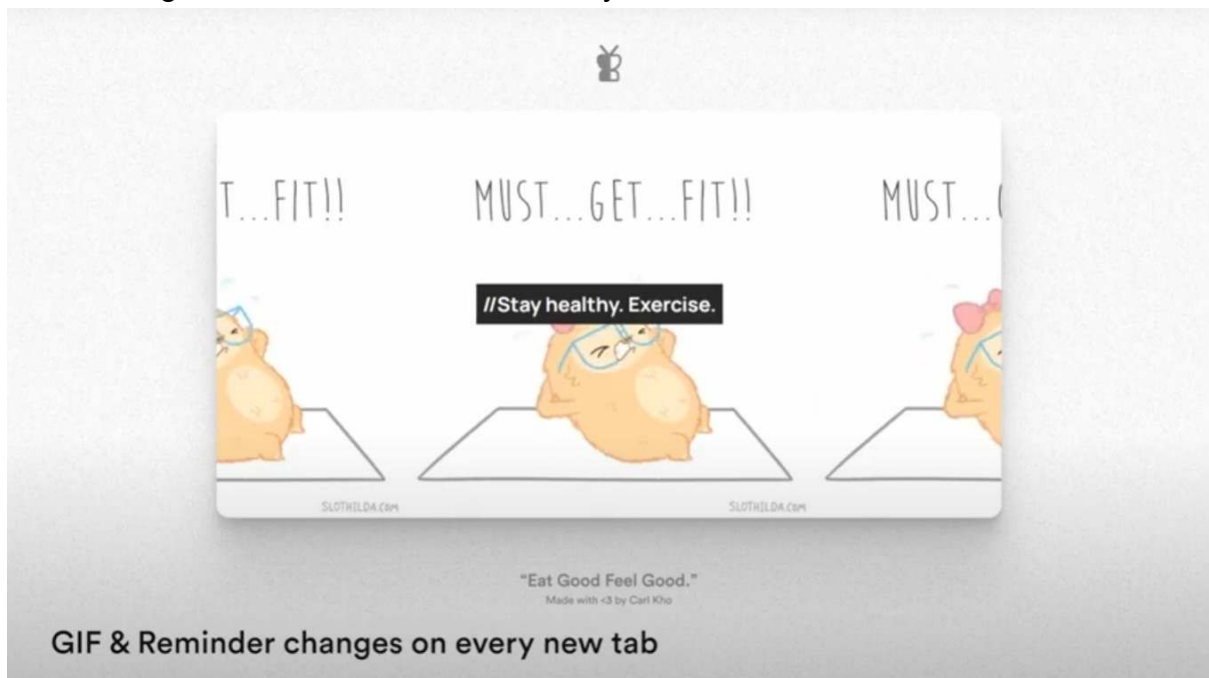 T...FIT!! MUST...GET...FIT!! MUST...
//Stay healthy. Exercise.
SLOTHILDA.COM SLOTHILDA.COM
“Eat Good Feel Good.”
Made with <3 by Carl Kho
GIF & Reminder changes on every new tab